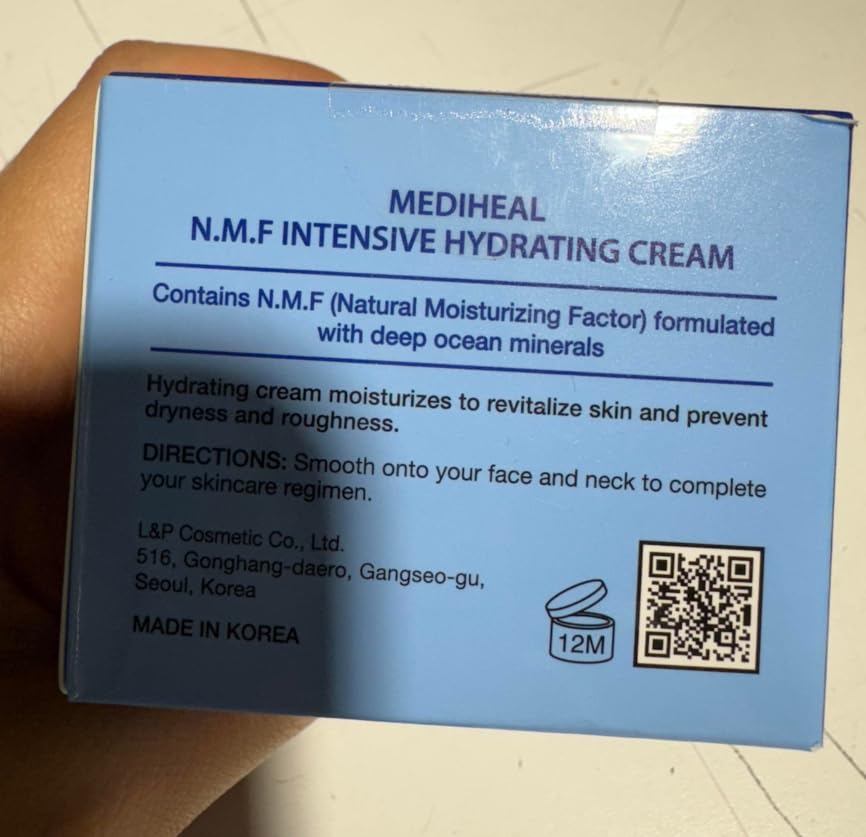 MEDIHEAL
N.M.F INTENSIVE HYDRATING CREAM
Contains N.M.F (Natural Moisturizing Factor) formulated
with deep ocean minerals
Hydrating cream moisturizes to revitalize skin and prevent
dryness and roughness.
DIRECTIONS: Smooth onto your face and neck to complete
your skincare regimen.
L&P Cosmetic Co., Ltd.
516, Gonghang-daero, Gangseo-gu,
Seoul, Korea
MADE IN KOREA
12M